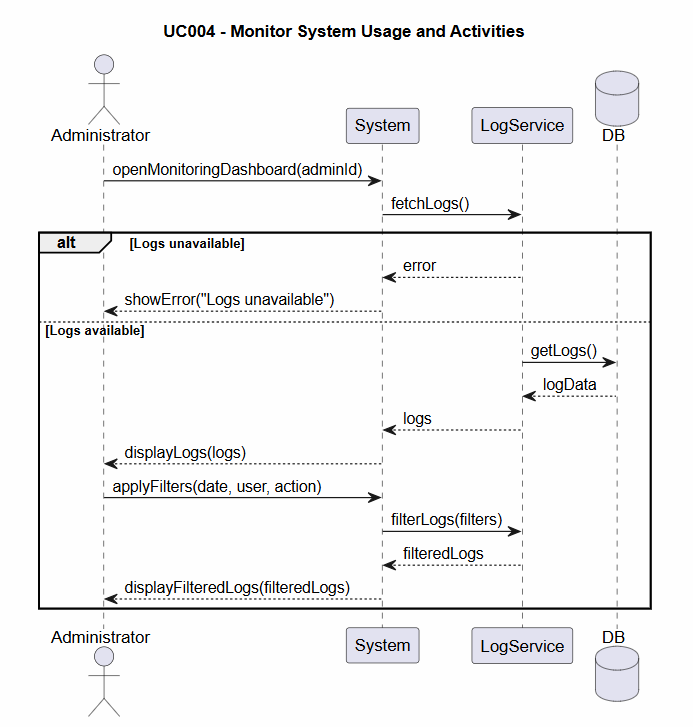 UC004 - Monitor System Usage and Activities
Administrator
System
LogService
DB
openMonitoringDashboard(adminId)
fetchLogs()
alt
[Logs unavailable]
error
showError("Logs unavailable")
[Logs available]
getLogs()
logData
logs
displayLogs(logs)
applyFilters(date, user, action)
filterLogs(filters)
filteredLogs
displayFilteredLogs(filteredLogs)
Administrator
System
LogService
DB